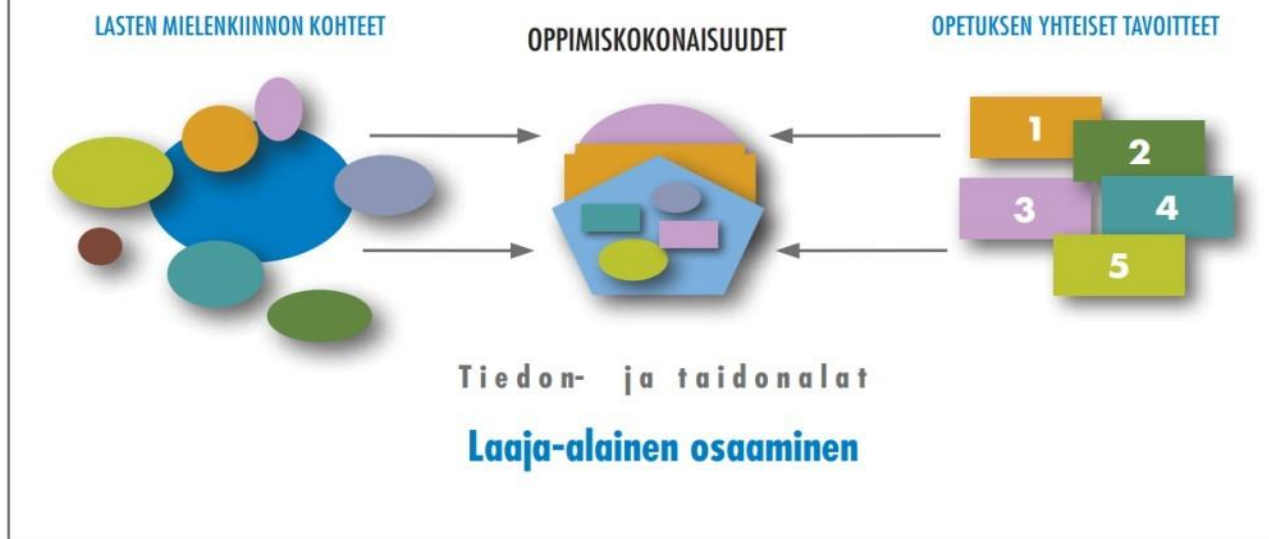 LASTEN MIELENKIINNON KOHTEET
OPPIMISKOKONAISUUDET
OPETUKSEN YHTEISET TAVOITTEET
1
2
3
4
5
Tiedon- ja taidonalat
Laaja-alainen osaaminen